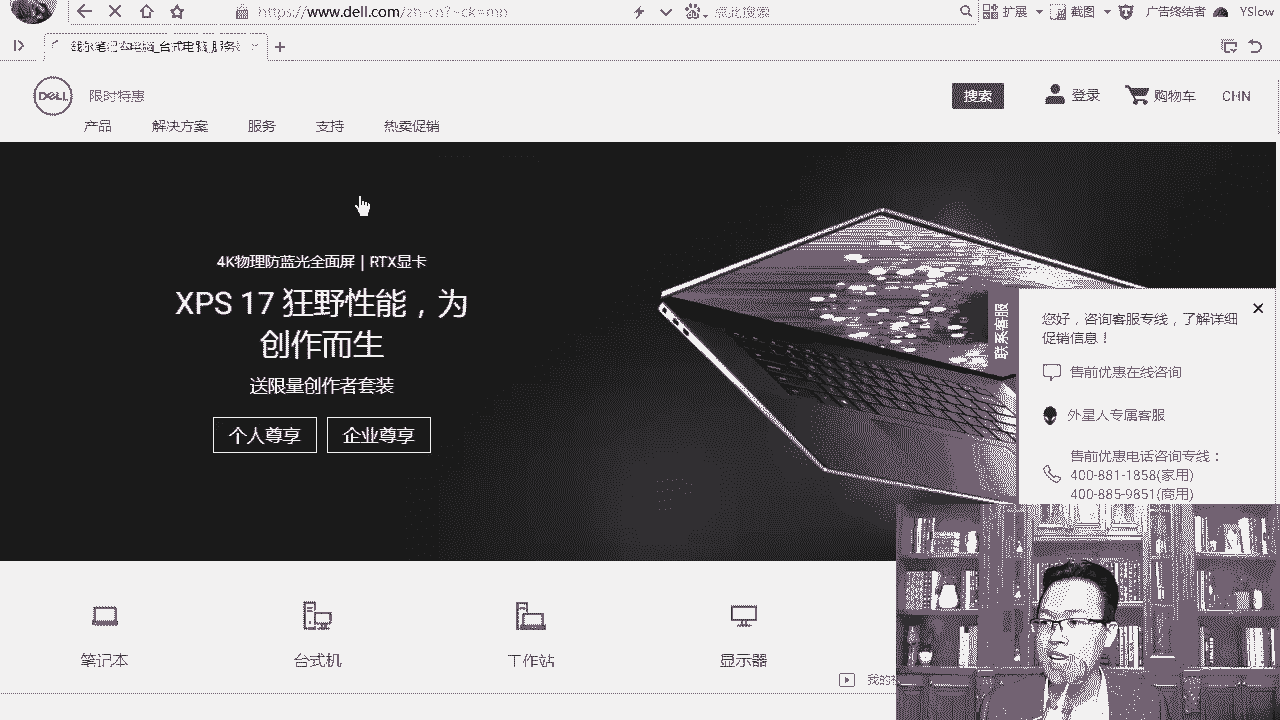 https://www.dell.com/zh-cn?~ck=mn
点此搜索
扩展
截图
广告终结者
YSlow
DELL
限时特惠
搜索
登录
购物车
CHN
产品
解决方案
服务
支持
热卖促销
4K物理防蓝光全面屏 | RTX显卡
XPS 17 狂野性能，为
创作而生
送限量创作者套装
个人尊享
企业尊享
联系客服
您好，咨询客服专线，了解详细
促销信息！
售前优惠在线咨询
外星人专属客服
售前优惠电话咨询专线：
400-881-1858(家用)
400-885-9851(商用)
笔记本
台式机
工作站
显示器
我的